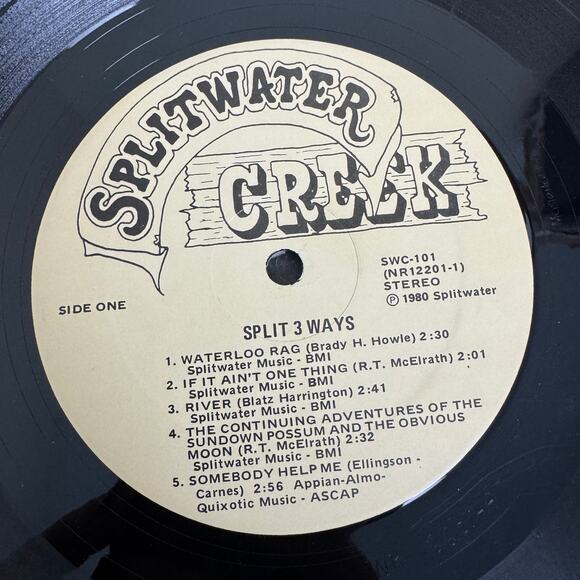 SPLITWATER
CREEK
SWC-101
(NR12201-1)
STEREO
Ⓟ 1980 Splitwater
SIDE ONE
SPLIT 3 WAYS
1. WATERLOO RAG (Brady H. Howle) 2:30
Splitwater Music - BMI
2. IF IT AIN'T ONE THING (R.T. McElrath) 2:01
Splitwater Music - BMI
3. RIVER (Blatz Harrington) 2:41
Splitwater Music - BMI
4. THE CONTINUING ADVENTURES OF THE
SUNDOWN POSSUM AND THE OBVIOUS
MOON (R.T. McElrath) 2:32
Splitwater Music - BMI
5. SOMEBODY HELP ME (Ellingson -
Carnes) 2:56 Appian-Almo-
Quixotic Music - ASCAP